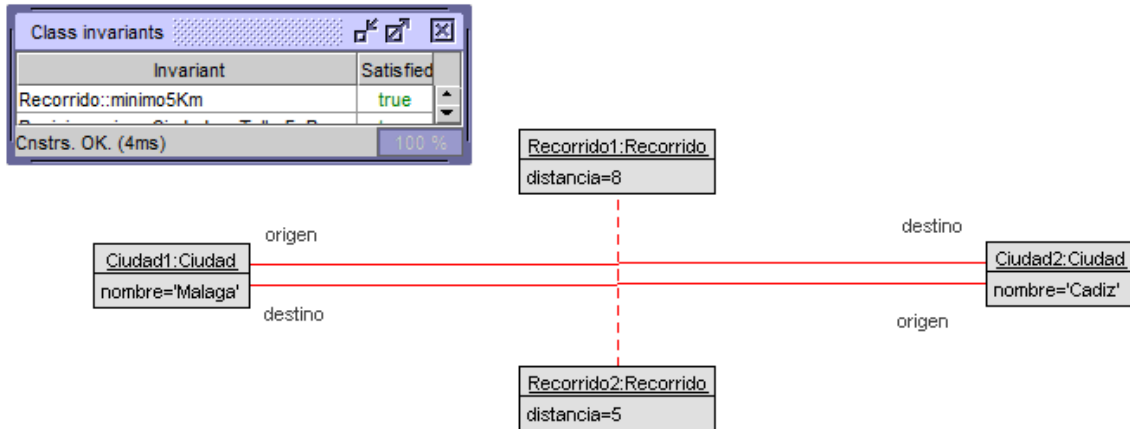 Class invariants
Invariant Satisfied
Recorrido::minimo5Km true
Cnstrs. OK. (4ms) 100 %
Recorrido1:Recorrido
distancia=8
origen
destino
Ciudad1:Ciudad
nombre='Malaga'
Ciudad2:Ciudad
nombre='Cadiz'
destino
origen
Recorrido2:Recorrido
distancia=5